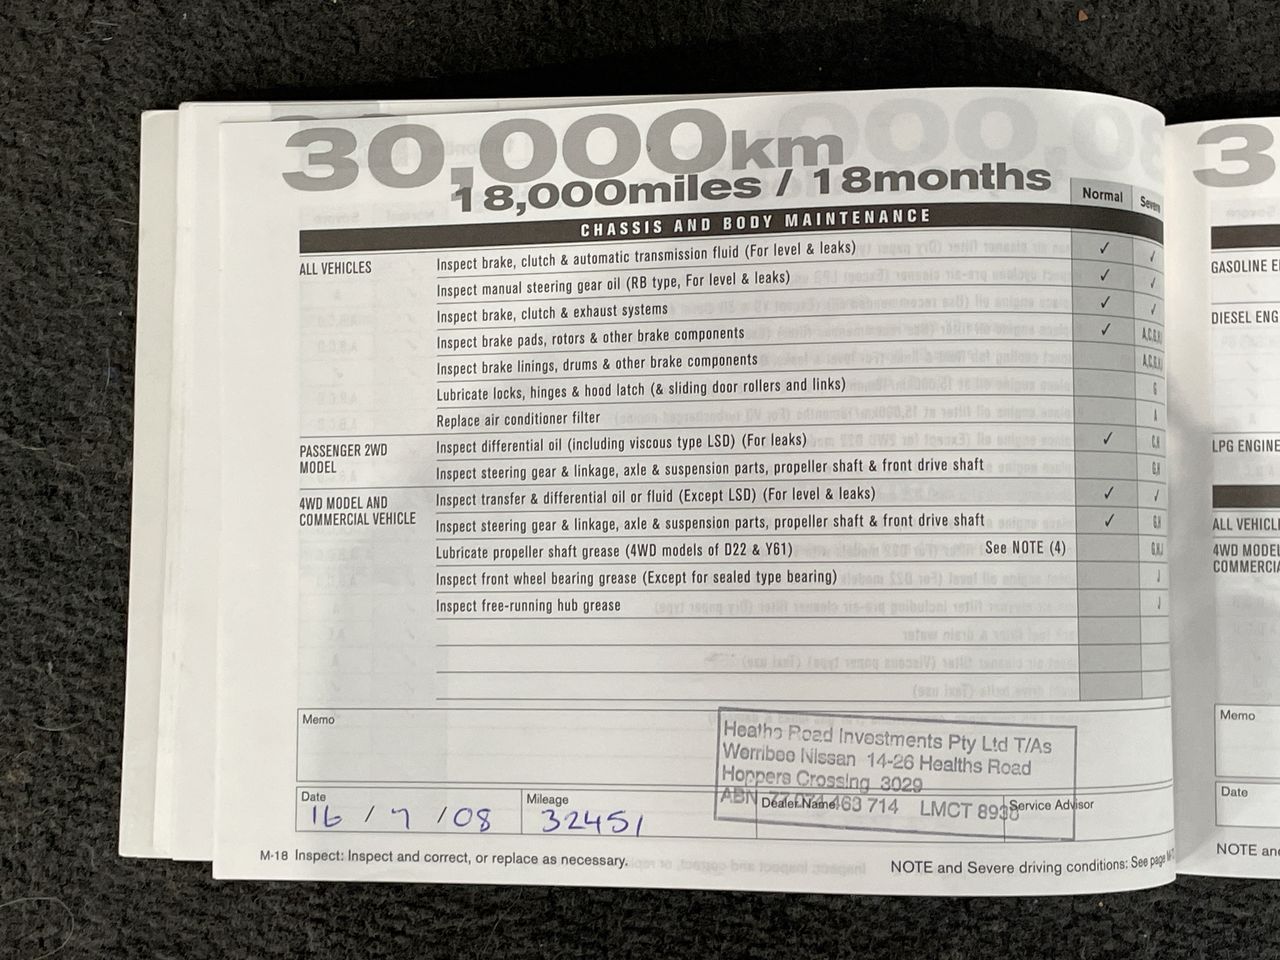 30,000km
18,000miles / 18months
Normal
CHASSIS AND BODY MAINTENANCE
ALL VEHICLES
Inspect brake, clutch & automatic transmission fluid (For level & leaks) ✓ ✓
Inspect manual steering gear oil (RB type, For level & leaks) ✓ ✓
Inspect brake, clutch & exhaust systems ✓ ✓
Inspect brake pads, rotors & other brake components ✓
Inspect brake linings, drums & other brake components
Lubricate locks, hinges & hood latch (& sliding door rollers and links) G
Replace air conditioner filter A
PASSENGER 2WD
MODEL
Inspect differential oil (including viscous type LSD) (For leaks) ✓
Inspect steering gear & linkage, axle & suspension parts, propeller shaft & front drive shaft
4WD MODEL AND
COMMERCIAL VEHICLE
Inspect transfer & differential oil or fluid (Except LSD) (For level & leaks) ✓ ✓
Inspect steering gear & linkage, axle & suspension parts, propeller shaft & front drive shaft ✓
Lubricate propeller shaft grease (4WD models of D22 & Y61) See NOTE (4)
Inspect front wheel bearing grease (Except for sealed type bearing) J
Inspect free-running hub grease J
Memo
Heaths Road Investments Pty Ltd T/As
Werribee Nissan 14-26 Healths Road
Hoppers Crossing 3029
ABN 463 714 LMCT 8938
Date
16 / 7 / 08
Mileage
32451
Dealer Name
Service Advisor
M-18 Inspect: Inspect and correct, or replace as necessary.
NOTE and Severe driving conditions: See page
3
GASOLINE
DIESEL
LPG ENGINE
ALL
4WD
Memo
Date
NOTE